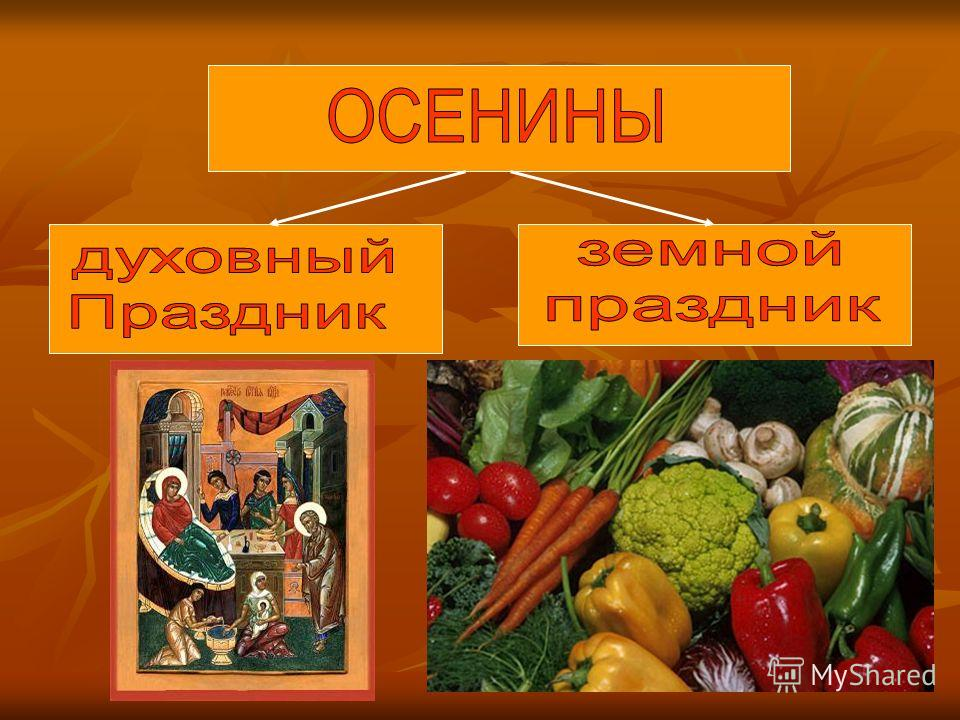 ОСЕНИНЫ
духовный
Праздник
земной
праздник
MyShared